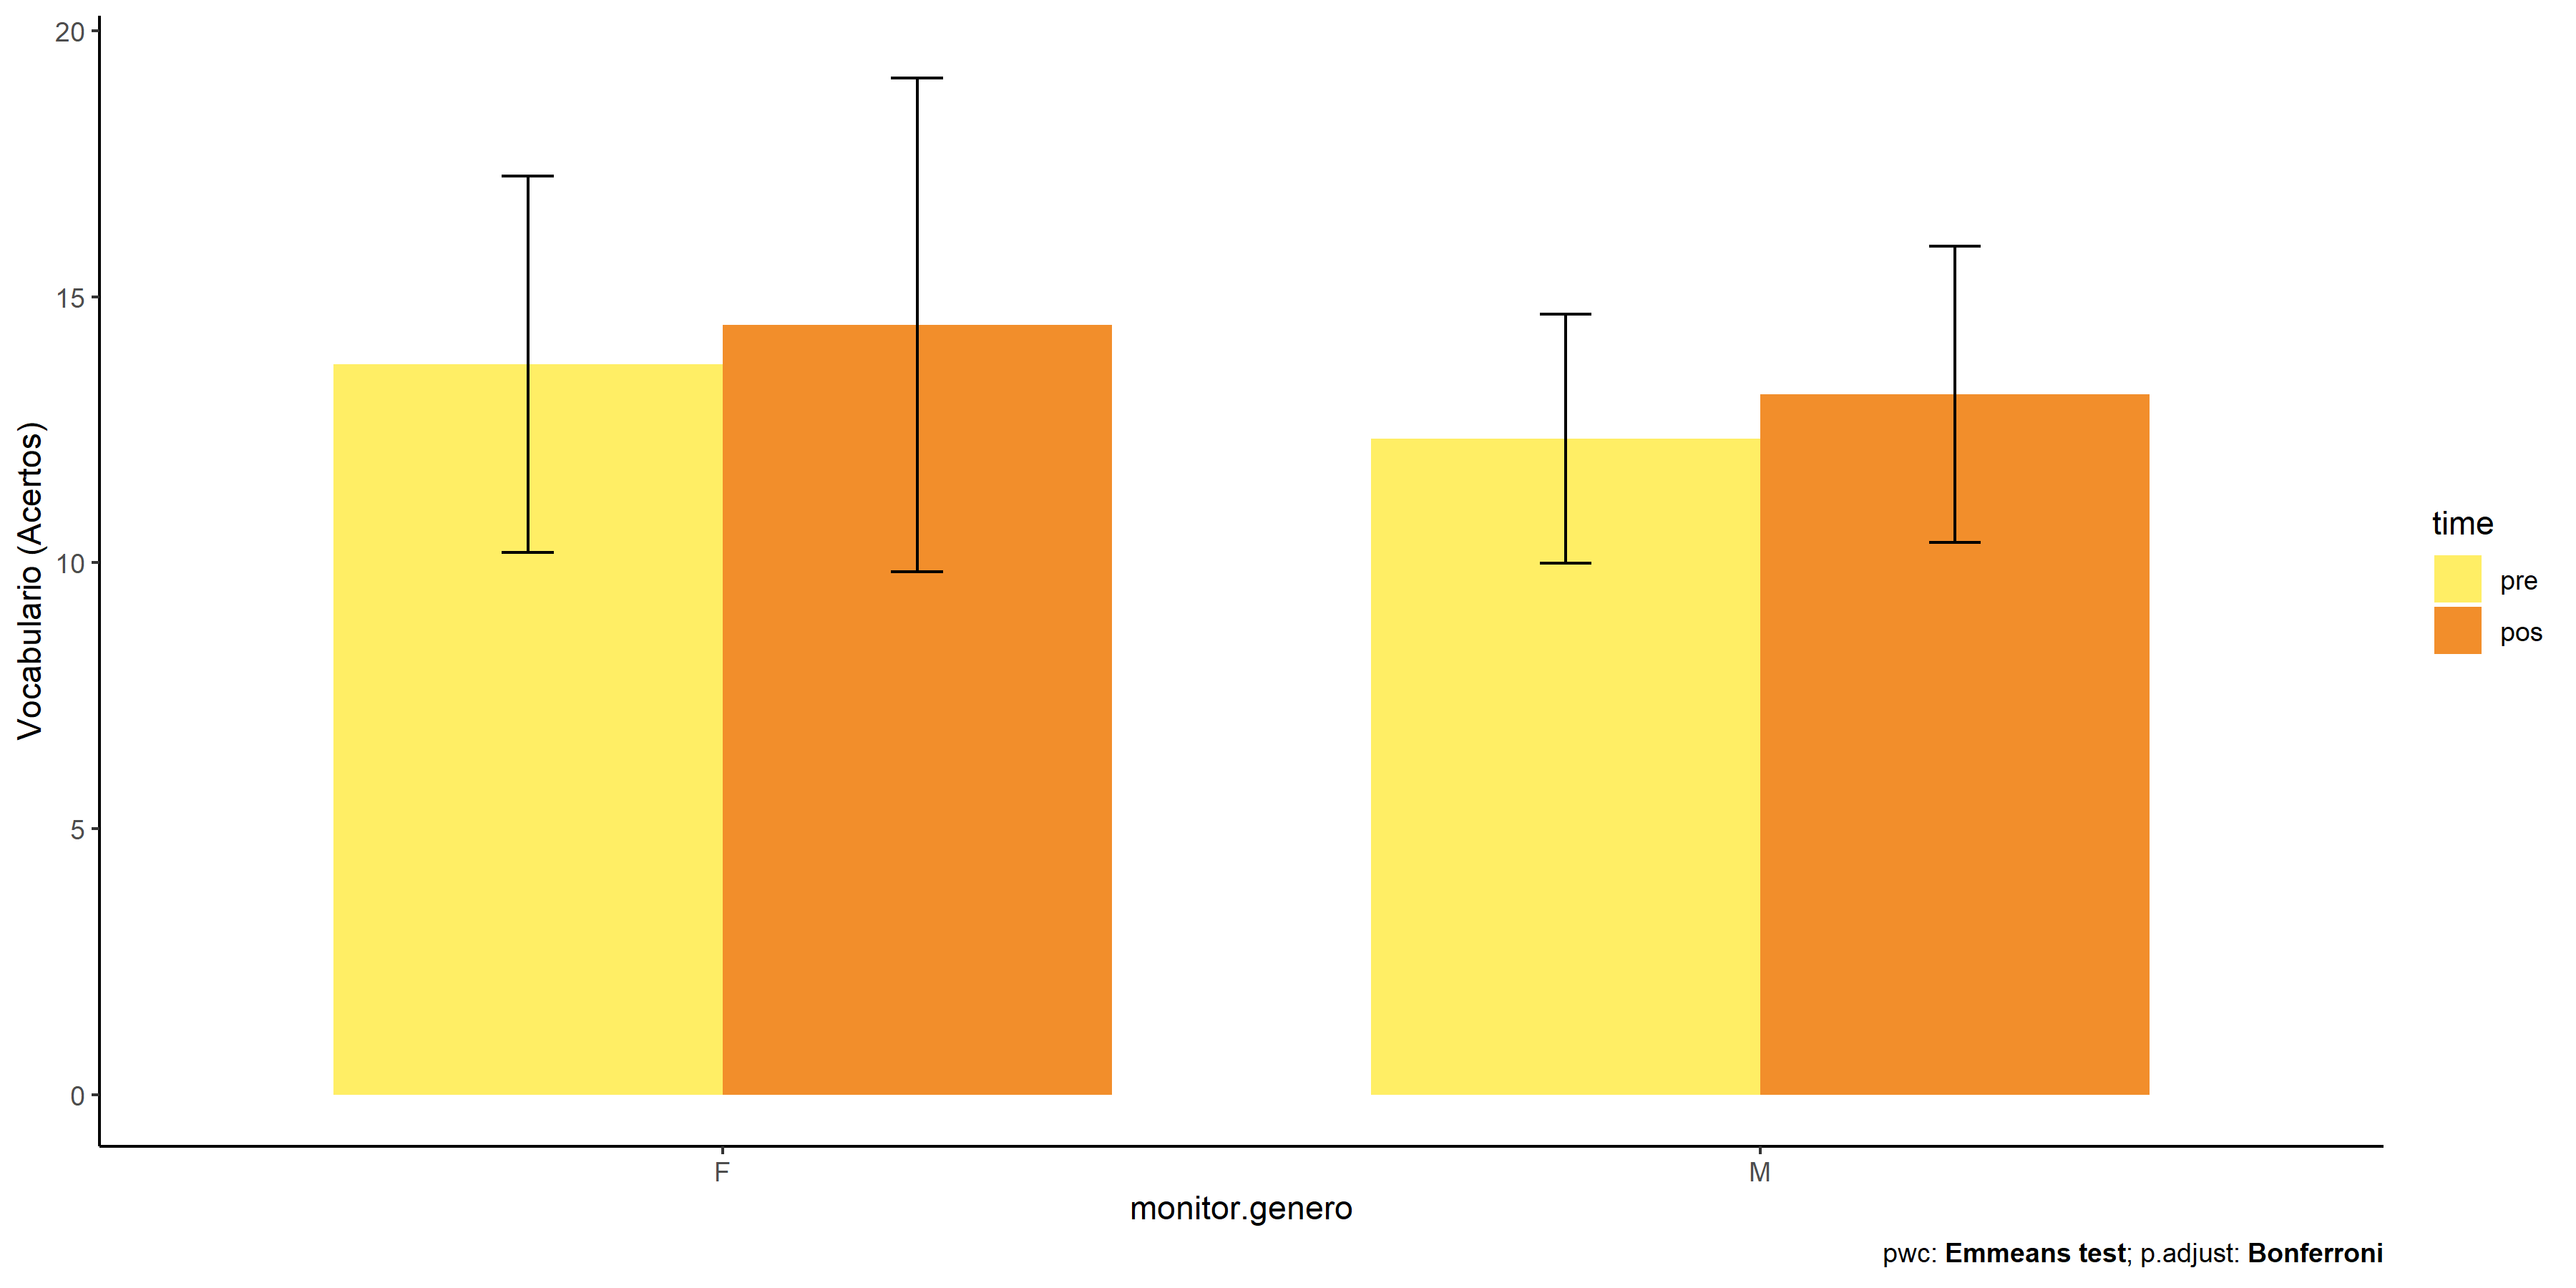 20
15
10
5
0
Vocabulario (Acertos)
F
M
monitor.genero
time
pre
pos
pwc: Emmeans test; p.adjust: Bonferroni